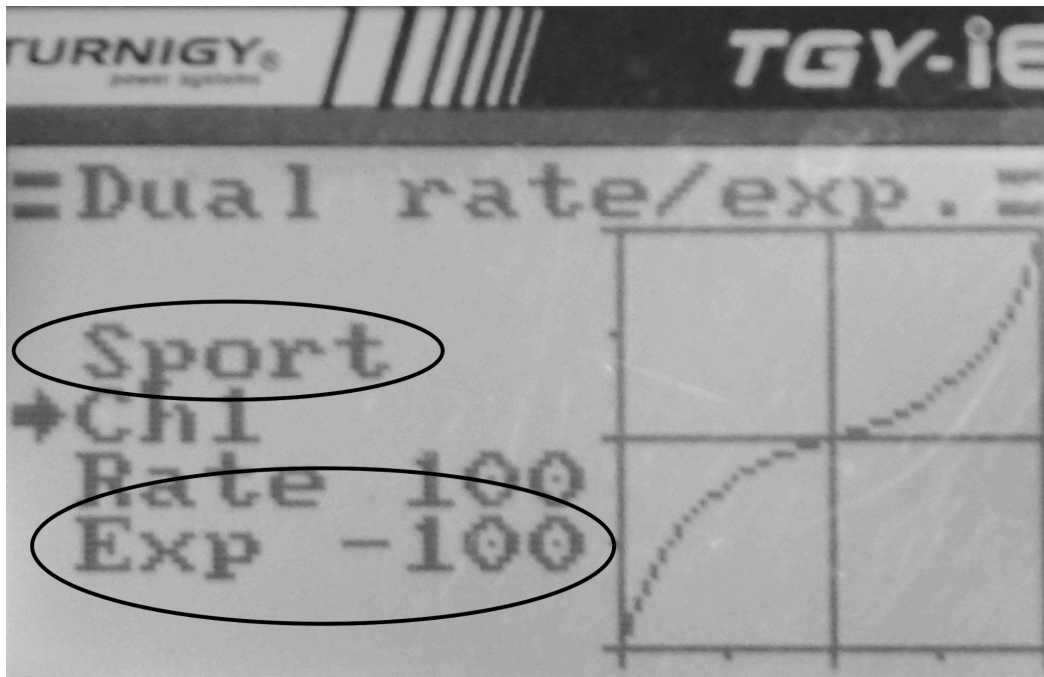 TURNIGY®
power systems
TGY-i6
=Dual rate/exp.=
Sport
➔Ch1
Rate 100
Exp -100